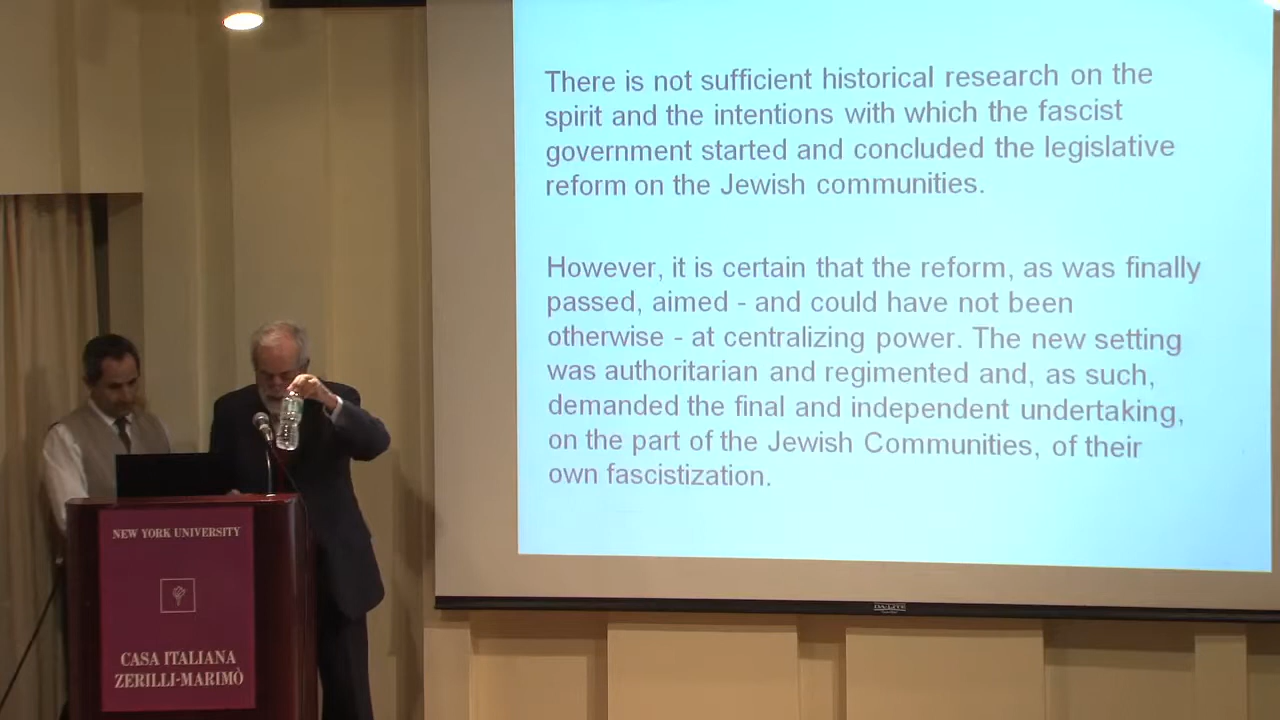 There is not sufficient historical research on the
spirit and the intentions with which the fascist
government started and concluded the legislative
reform on the Jewish communities.
However, it is certain that the reform, as was finally
passed, aimed - and could have not been
otherwise - at centralizing power. The new setting
was authoritarian and regimented and, as such,
demanded the final and independent undertaking,
on the part of the Jewish Communities, of their
own fascistization.
DA-LITE
NEW YORK UNIVERSITY
CASA ITALIANA
ZERILLI-MARIMÒ